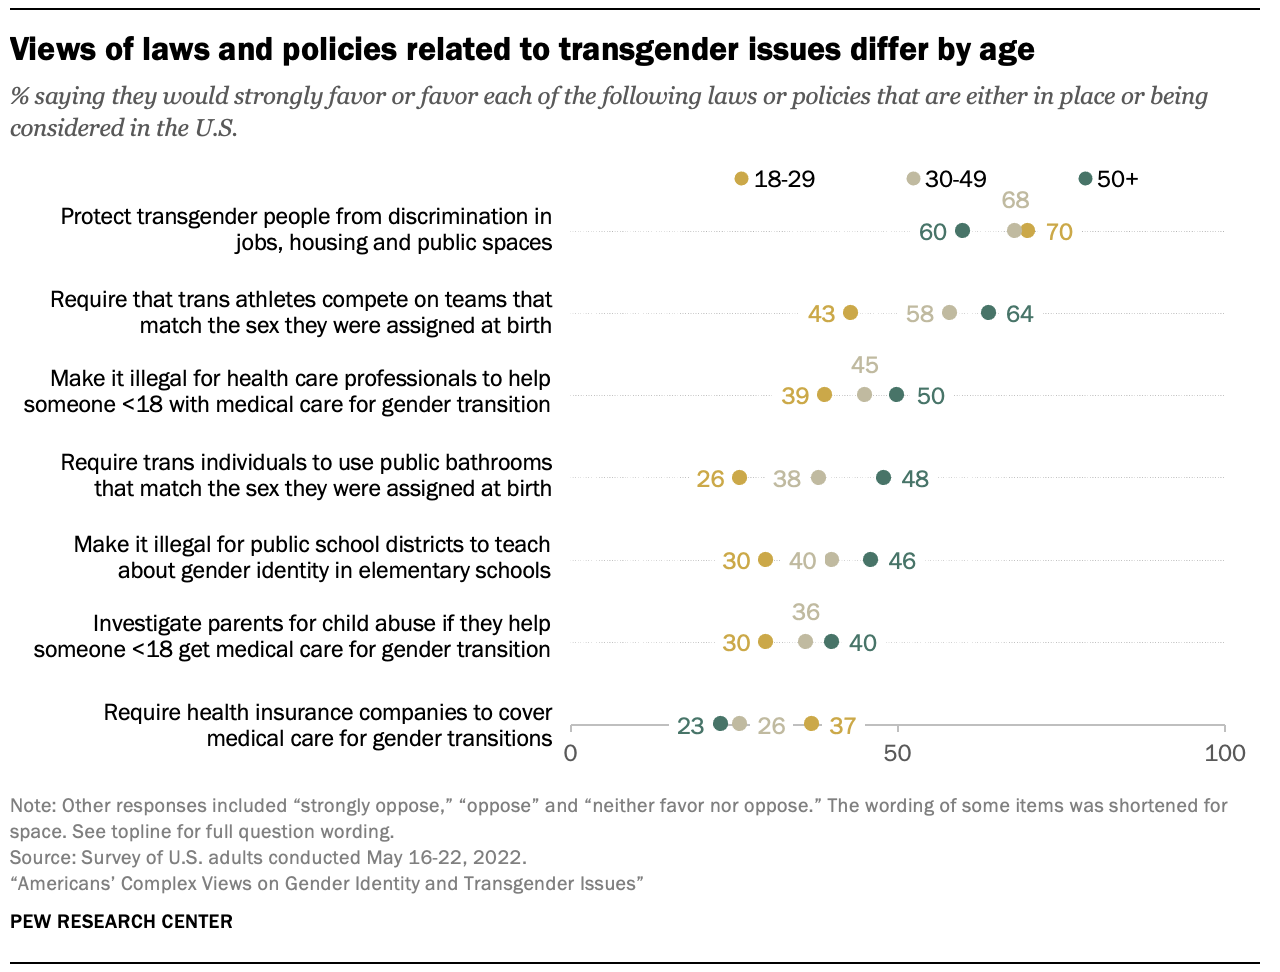 Views of laws and policies related to transgender issues differ by age
% saying they would strongly favor or favor each of the following laws or policies that are either in place or being
considered in the U.S.
18-29 30-49 50+
68
Protect transgender people from discrimination in
jobs, housing and public spaces
60 70
Require that trans athletes compete on teams that
match the sex they were assigned at birth
43 58 64
45
Make it illegal for health care professionals to help
someone <18 with medical care for gender transition
39 50
Require trans individuals to use public bathrooms
that match the sex they were assigned at birth
26 38 48
Make it illegal for public school districts to teach
about gender identity in elementary schools
30 40 46
36
Investigate parents for child abuse if they help
someone <18 get medical care for gender transition
30 40
Require health insurance companies to cover
medical care for gender transitions
23 26 37
0 50 100
Note: Other responses included “strongly oppose,” “oppose” and “neither favor nor oppose.” The wording of some items was shortened for
space. See topline for full question wording.
Source: Survey of U.S. adults conducted May 16-22, 2022.
“Americans’ Complex Views on Gender Identity and Transgender Issues”
PEW RESEARCH CENTER